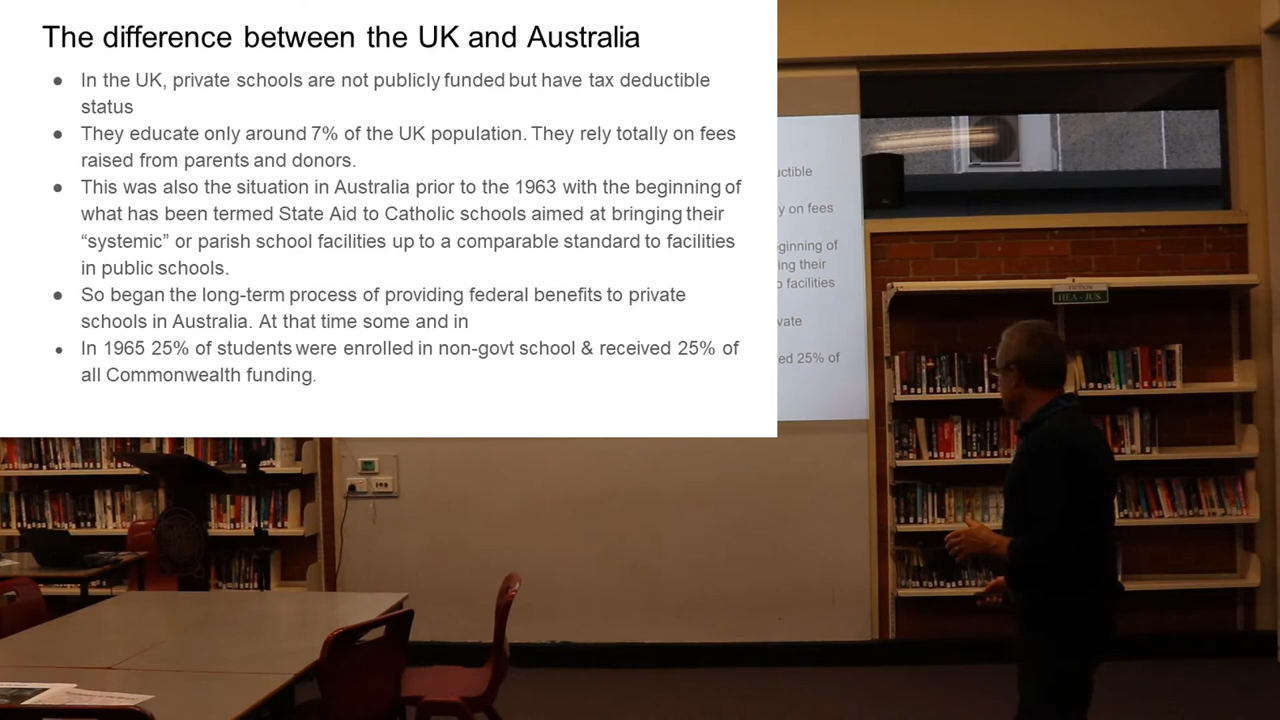 The difference between the UK and Australia
● In the UK, private schools are not publicly funded but have tax deductible
status
● They educate only around 7% of the UK population. They rely totally on fees
raised from parents and donors.
● This was also the situation in Australia prior to the 1963 with the beginning of
what has been termed State Aid to Catholic schools aimed at bringing their
“systemic” or parish school facilities up to a comparable standard to facilities
in public schools.
● So began the long-term process of providing federal benefits to private
schools in Australia. At that time some and in
● In 1965 25% of students were enrolled in non-govt school & received 25% of
all Commonwealth funding.
uctible
y on fees
ginning of
ing their
o facilities
vate
ed 25% of
FICTION
HEA - JUS